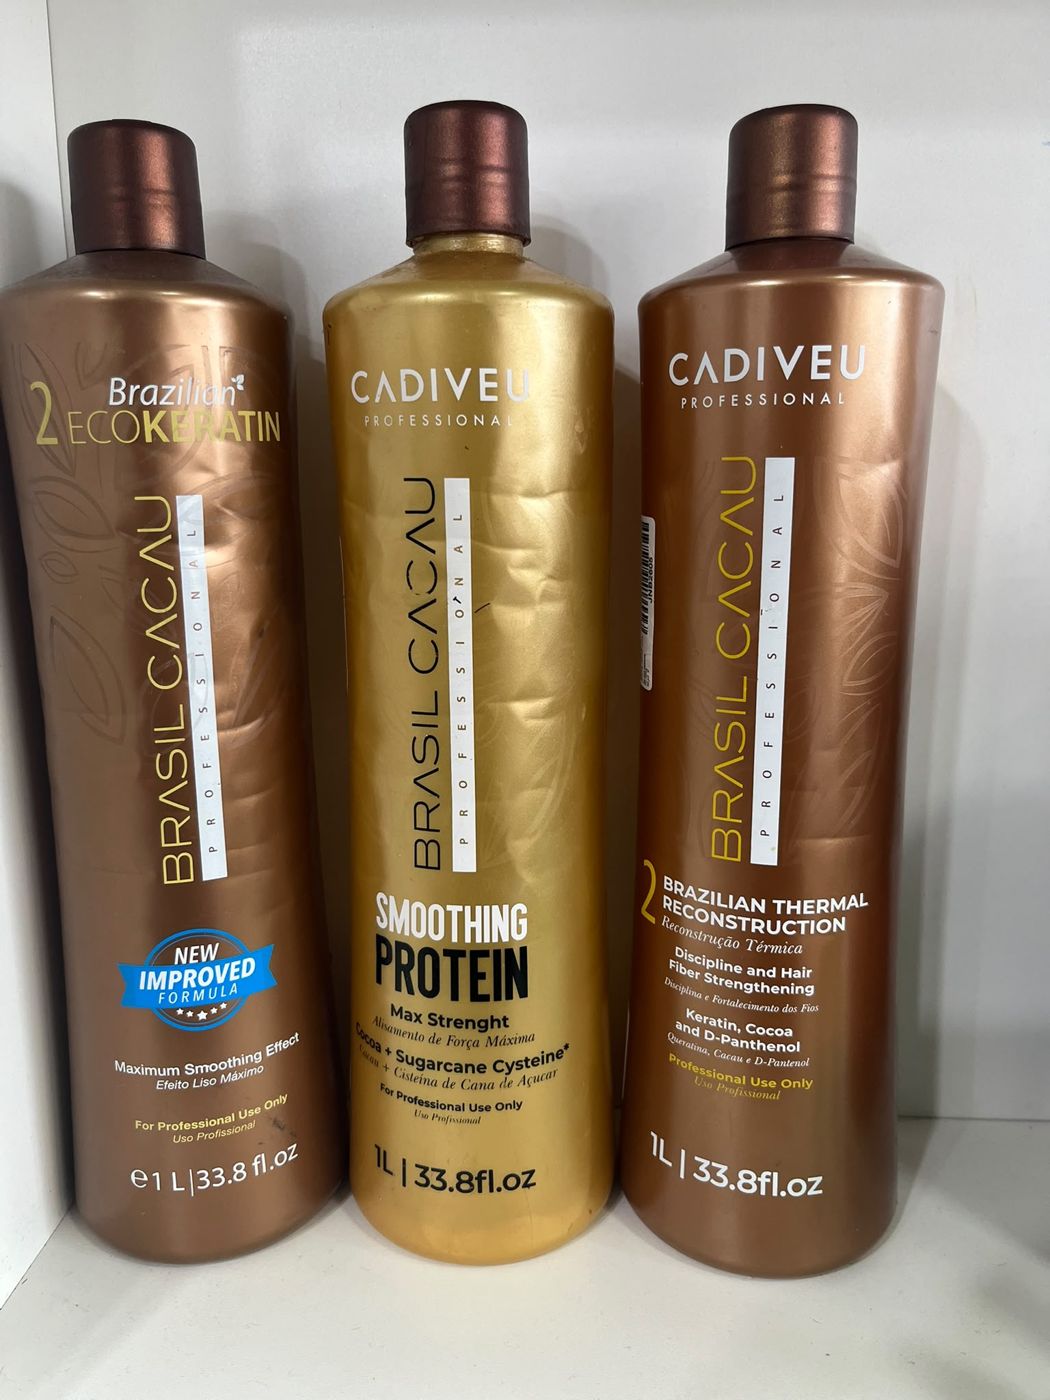 Brazilian
2 ECOKERATIN
BRASIL CACAU
PROFESSIONAL
NEW
IMPROVED
FORMULA
Maximum Smoothing Effect
Efeito Liso Máximo
For Professional Use Only
Uso Profissional
e1 L|33.8 fl.oz
CADIVEU
PROFESSIONAL
BRASIL CACAU
PROFESSIONAL
SMOOTHING
PROTEIN
Max Strenght
Alisamento de Força Máxima
Cocoa + Sugarcane Cysteine*
Cacau + Cisteína de Cana de Açucar
For Professional Use Only
Uso Profissional
1L | 33.8fl.oz
CADIVEU
PROFESSIONAL
BRASIL CACAU
PROFESSIONAL
2 BRAZILIAN THERMAL
RECONSTRUCTION
Reconstrução Térmica
Discipline and Hair
Fiber Strengthening
Disciplina e Fortalecimento dos Fios
Keratin, Cocoa
and D-Panthenol
Queratina, Cacau e D-Pantenol
Professional Use Only
Uso Profissional
1L | 33.8fl.oz